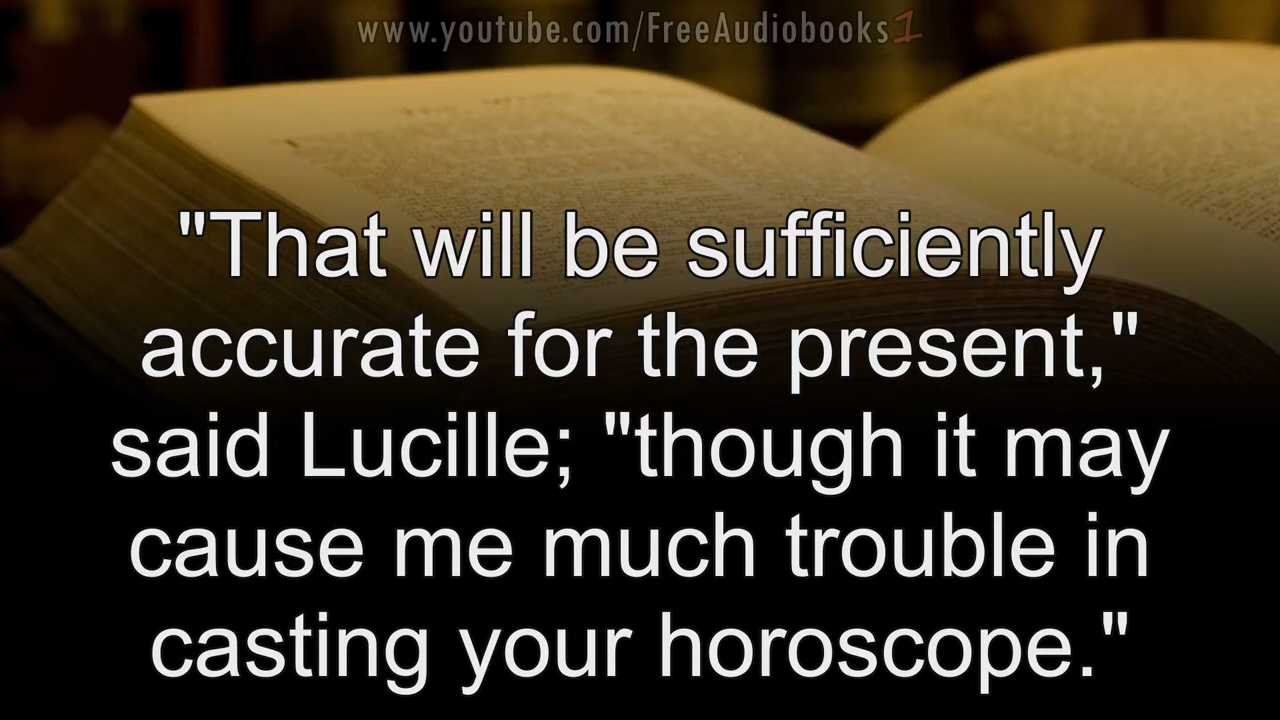 www.youtube.com/FreeAudiobooks1
"That will be sufficiently
accurate for the present,"
said Lucille; "though it may
cause me much trouble in
casting your horoscope."